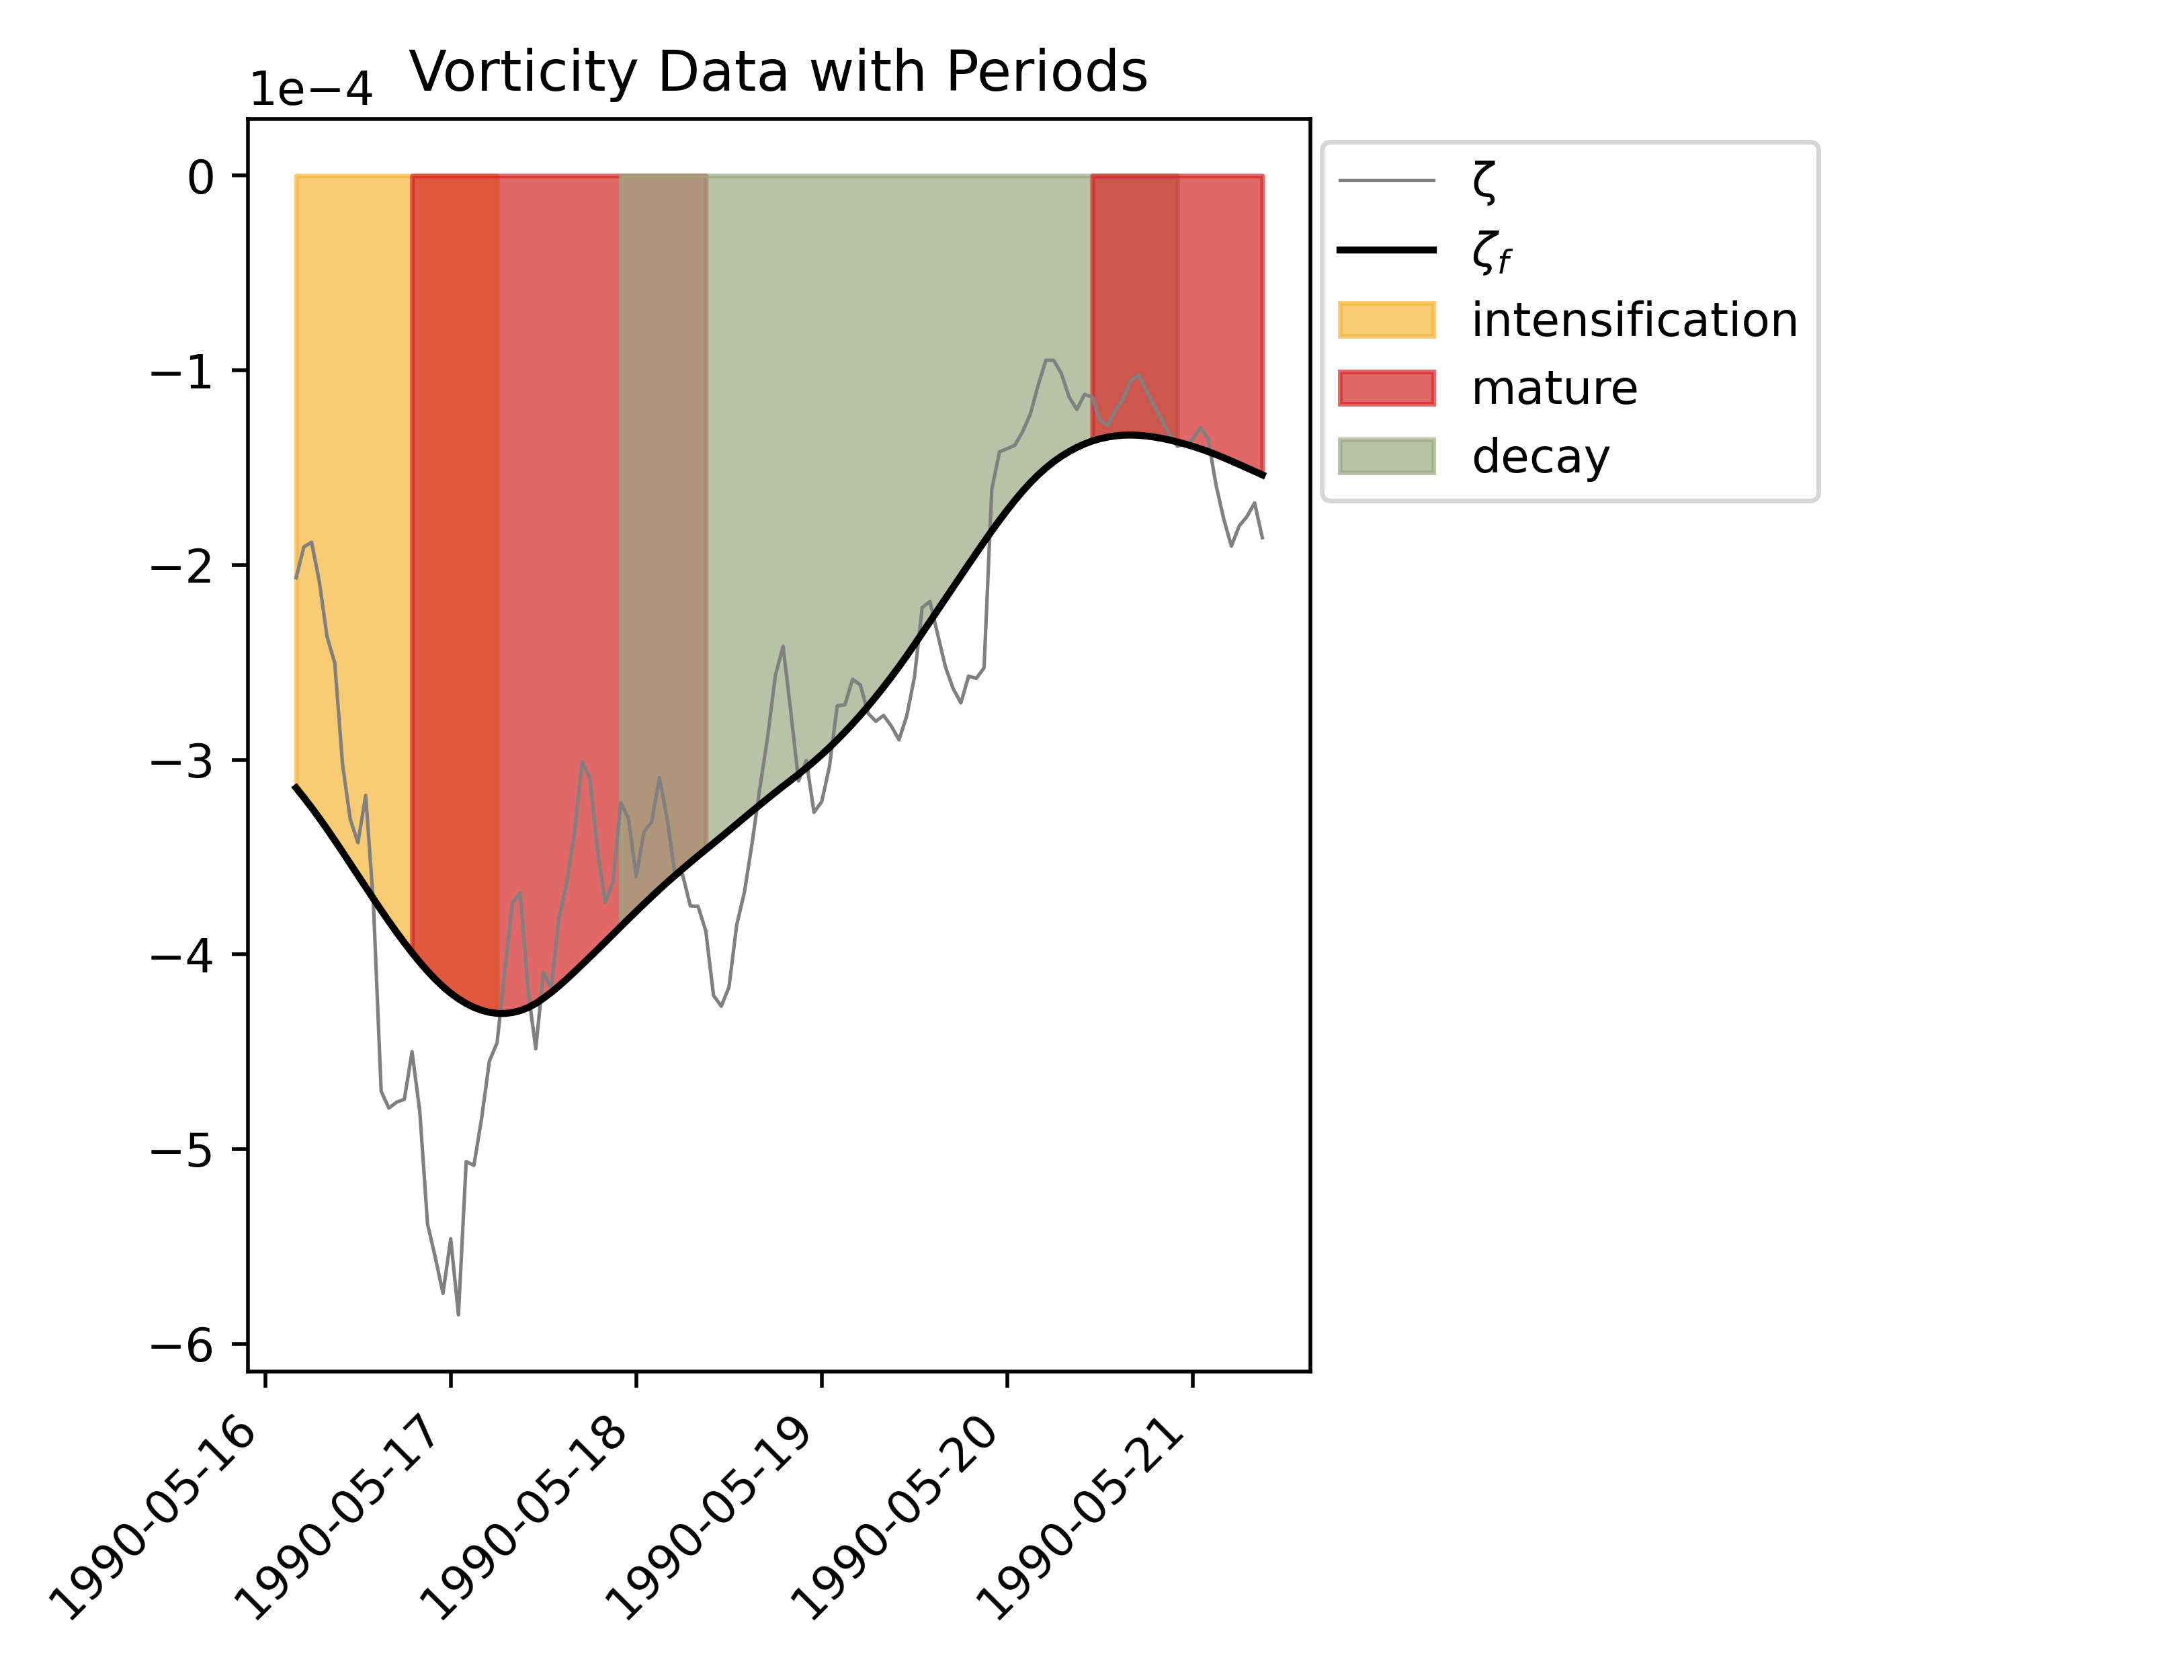 Vorticity Data with Periods
1e−4
0
−1
−2
−3
−4
−5
−6
1990-05-16
1990-05-17
1990-05-18
1990-05-19
1990-05-20
1990-05-21
ζ
ζf
intensification
mature
decay